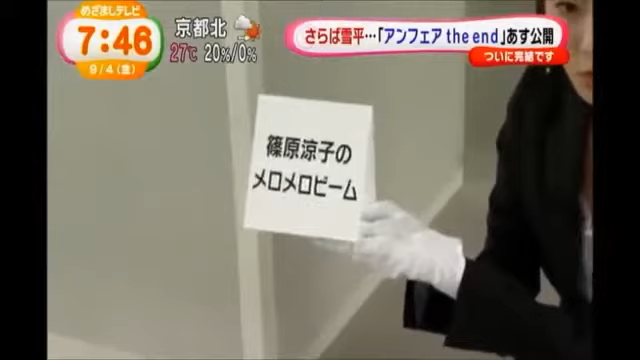 めざましテレビ
7:46
9/4(金)
京都北
27℃ 20%/0%
さらば雪平…「アンフェア the end」あす公開
ついに完結です
篠原涼子の
メロメロビーム